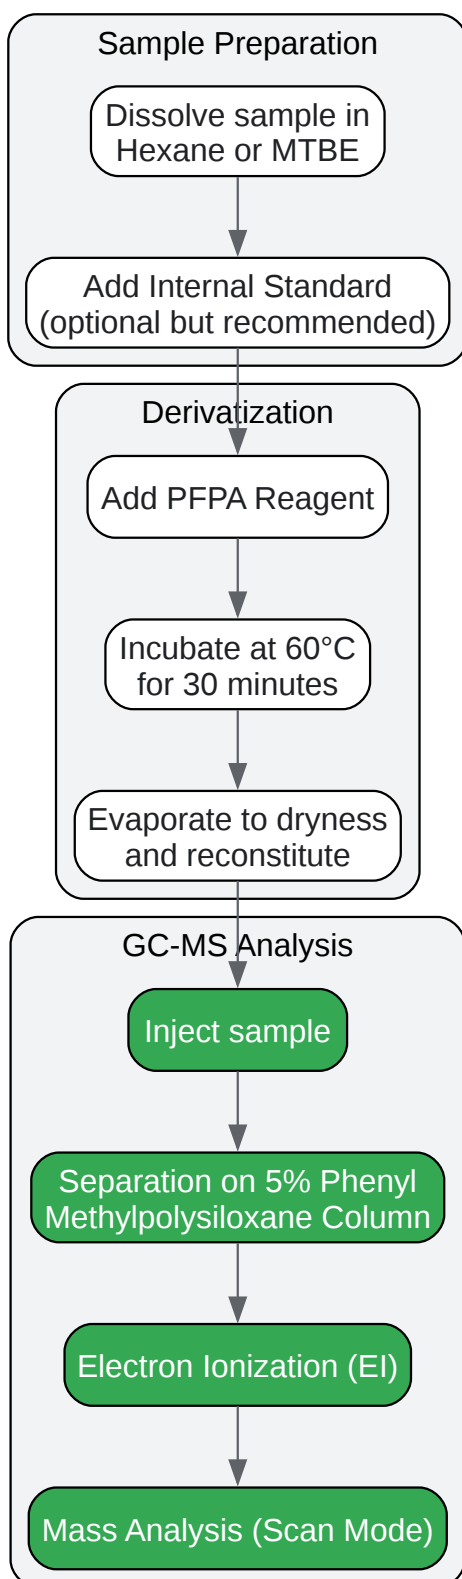 Sample Preparation
Dissolve sample in
Hexane or MTBE
Add Internal Standard
(optional but recommended)
Derivatization
Add PFPA Reagent
Incubate at 60°C
for 30 minutes
Evaporate to dryness
and reconstitute
GC-MS Analysis
Inject sample
Separation on 5% Phenyl
Methylpolysiloxane Column
Electron Ionization (EI)
Mass Analysis (Scan Mode)